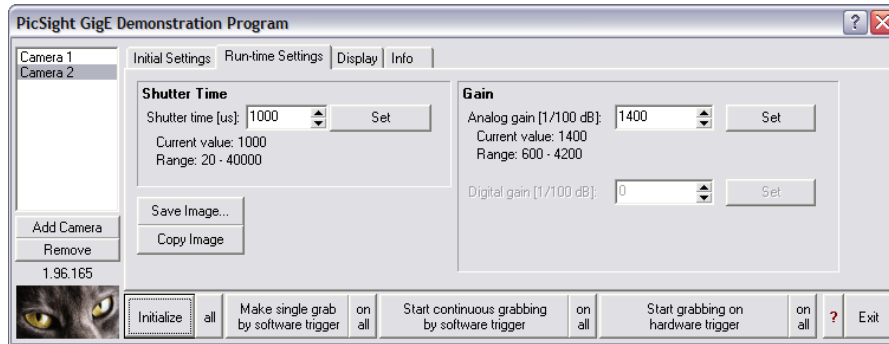 PicSight GigE Demonstration Program
?
Camera 1
Camera 2
Initial Settings
Run-time Settings
Display
Info
Shutter Time
Shutter time [us]:
1000
Set
Current value: 1000
Range: 20 - 40000
Gain
Analog gain [1/100 dB]:
1400
Set
Current value: 1400
Range: 600 - 4200
Digital gain [1/100 dB]:
0
Set
Save Image...
Copy Image
Add Camera
Remove
1.96.165
Initialize
all
Make single grab
by software trigger
on
all
Start continuous grabbing
by software trigger
on
all
Start grabbing on
hardware trigger
on
all
?
Exit